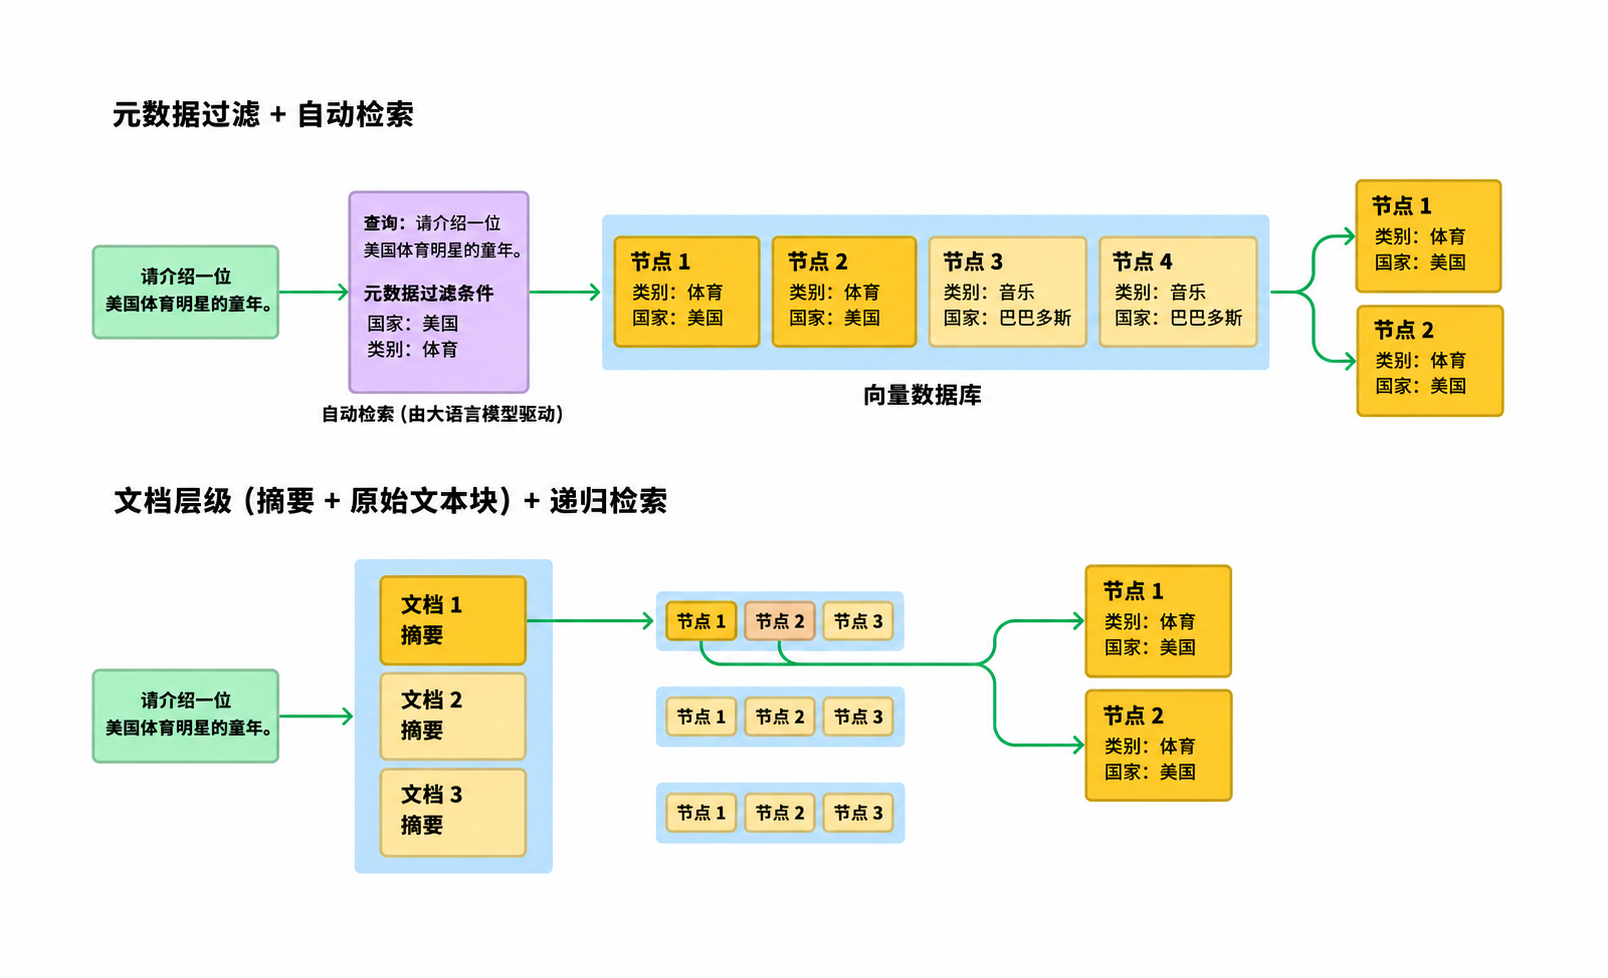 元数据过滤 + 自动检索
请介绍一位
美国体育明星的童年。
查询：请介绍一位
美国体育明星的童年。
元数据过滤条件
国家：美国
类别：体育
自动检索 (由大语言模型驱动)
节点 1
类别：体育
国家：美国
节点 2
类别：体育
国家：美国
节点 3
类别：音乐
国家：巴巴多斯
节点 4
类别：音乐
国家：巴巴多斯
向量数据库
节点 1
类别：体育
国家：美国
节点 2
类别：体育
国家：美国
文档层级 (摘要 + 原始文本块) + 递归检索
请介绍一位
美国体育明星的童年。
文档 1
摘要
文档 2
摘要
文档 3
摘要
节点 1
节点 2
节点 3
节点 1
节点 2
节点 3
节点 1
节点 2
节点 3
节点 1
类别：体育
国家：美国
节点 2
类别：体育
国家：美国